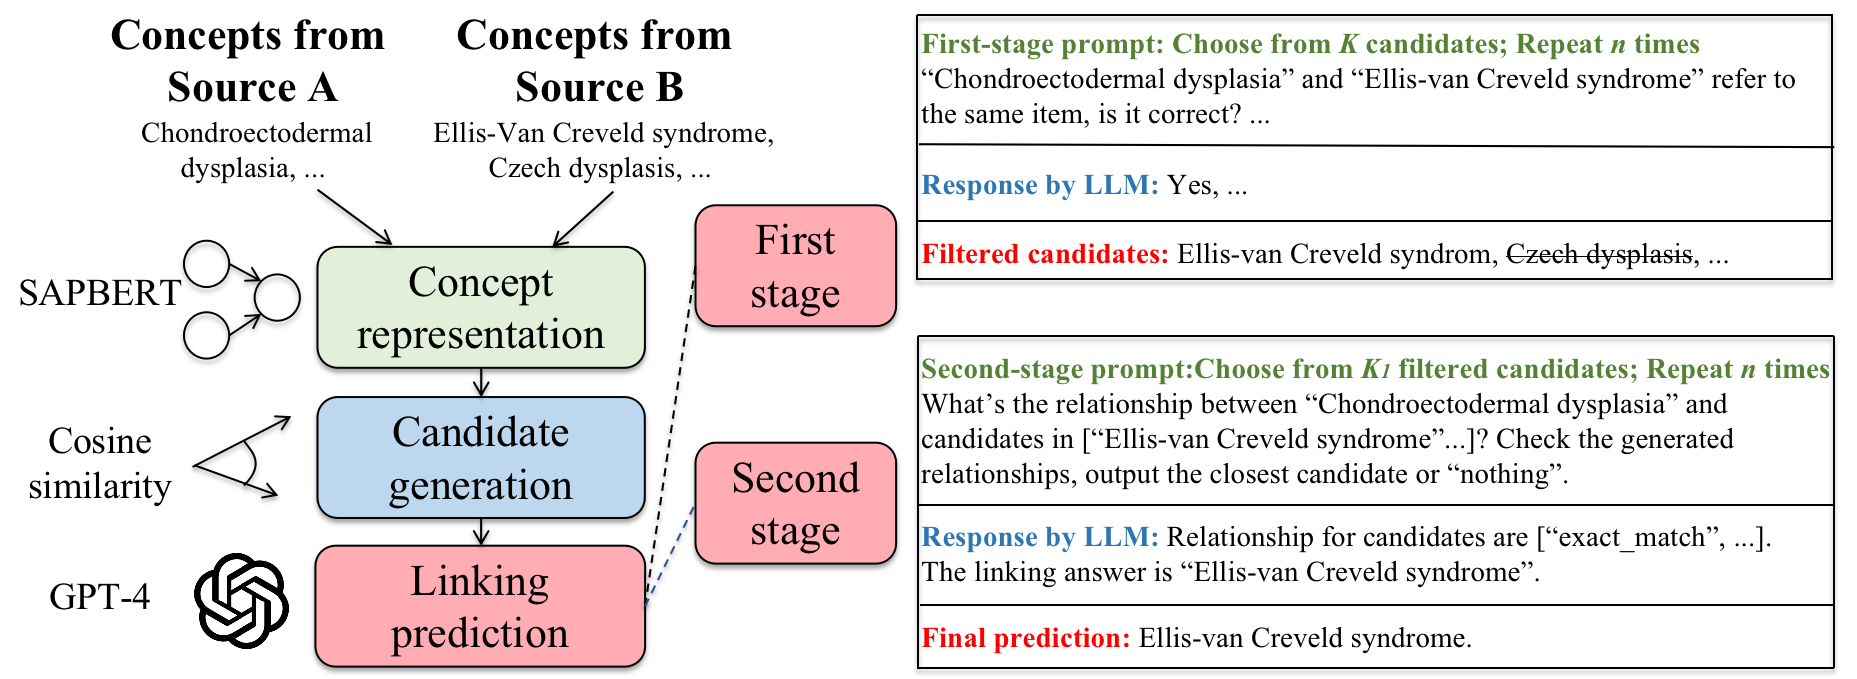 Concepts from
Source A
Chondroectodermal
dysplasia, ...
Concepts from
Source B
Ellis-Van Creveld syndrome,
Czech dysplasis, ...
SAPBERT
Concept
representation
Cosine
similarity
Candidate
generation
GPT-4
Linking
prediction
First
stage
Second
stage
First-stage prompt: Choose from K candidates; Repeat n times
“Chondroectodermal dysplasia” and “Ellis-van Creveld syndrome” refer to
the same item, is it correct? ...
Response by LLM: Yes, ...
Filtered candidates: Ellis-van Creveld syndrom, Czech dysplasis, ...
Second-stage prompt:Choose from K1 filtered candidates; Repeat n times
What’s the relationship between “Chondroectodermal dysplasia” and
candidates in [“Ellis-van Creveld syndrome”...]? Check the generated
relationships, output the closest candidate or “nothing”.
Response by LLM: Relationship for candidates are [“exact_match”, ...].
The linking answer is “Ellis-van Creveld syndrome”.
Final prediction: Ellis-van Creveld syndrome.